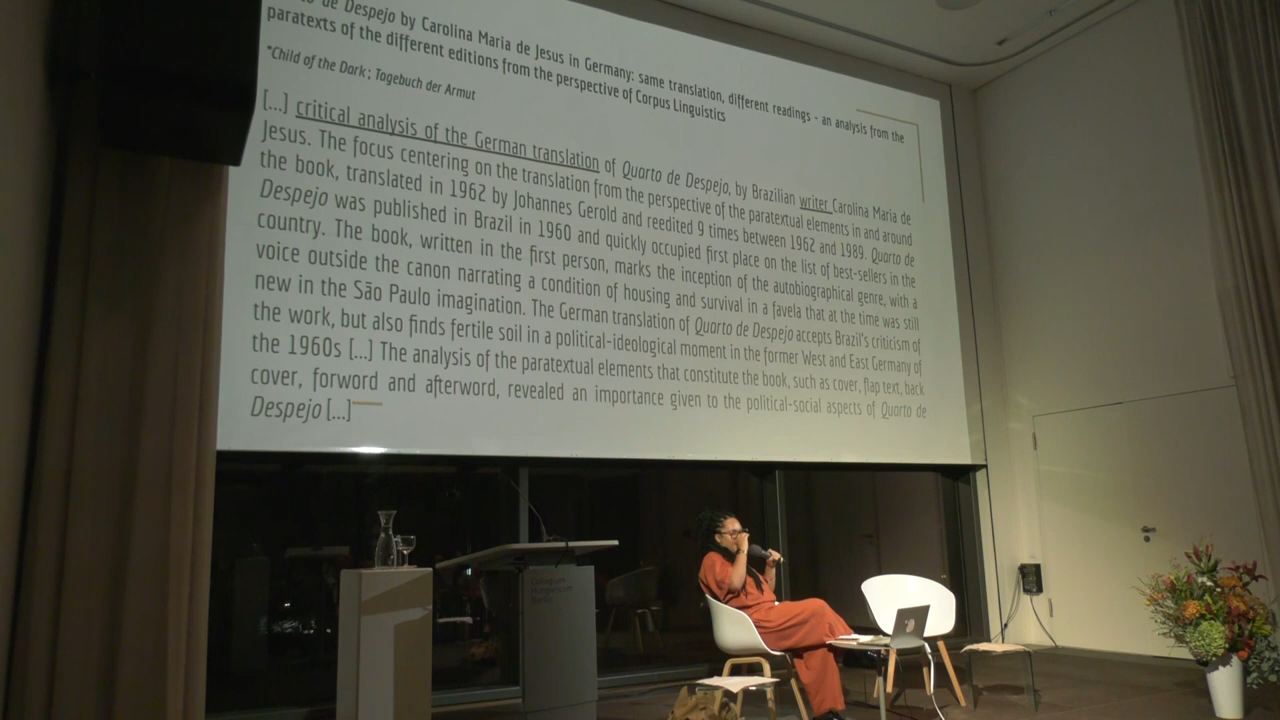 de Despejo by Carolina Maria de Jesus in Germany: same translation, different readings - an analysis from the
paratexts of the different editions from the perspective of Corpus Linguistics
*Child of the Dark; Tagebuch der Armut
[...] critical analysis of the German translation of Quarto de Despejo, by Brazilian writer Carolina Maria de
Jesus. The focus centering on the translation from the perspective of the paratextual elements in and around
the book, translated in 1962 by Johannes Gerold and reedited 9 times between 1962 and 1989. Quarto de
Despejo was published in Brazil in 1960 and quickly occupied first place on the list of best-sellers in the
country. The book, written in the first person, marks the inception of the autobiographical genre, with a
voice outside the canon narrating a condition of housing and survival in a favela that at the time was still
new in the São Paulo imagination. The German translation of Quarto de Despejo accepts Brazil's criticism of
the work, but also finds fertile soil in a political-ideological moment in the former West and East Germany of
the 1960s [...] The analysis of the paratextual elements that constitute the book, such as cover, flap text, back
cover, forword and afterword, revealed an importance given to the political-social aspects of Quarto de
Despejo [...]
Collegium
Hungaricum
Berlin